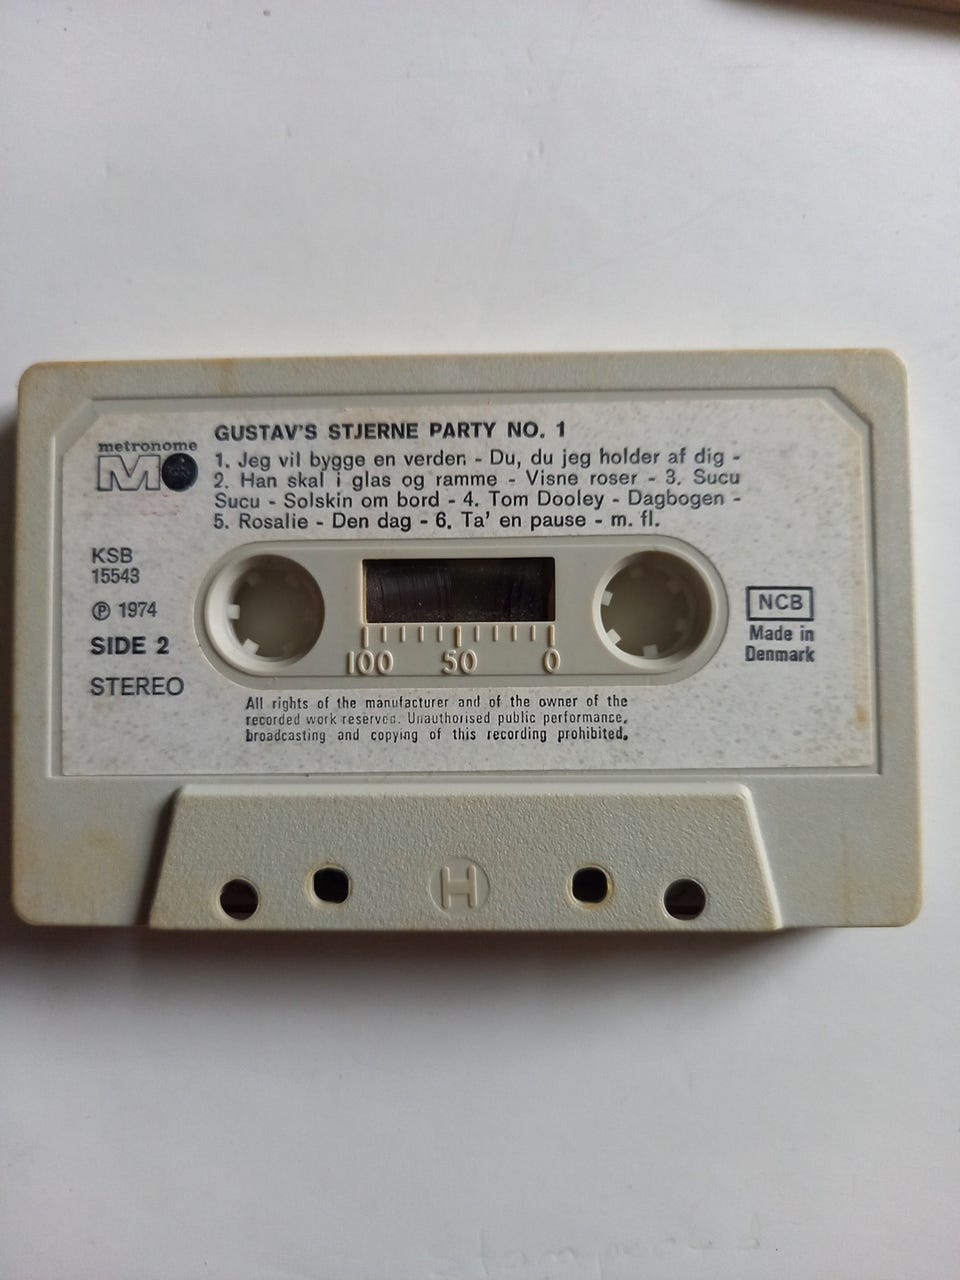 GUSTAV'S STJERNE PARTY NO. 1
metronome
M
1. Jeg vil bygge en verden - Du, du jeg holder af dig -
2. Han skal i glas og ramme - Visne roser - 3. Sucu
Sucu - Solskin om bord - 4. Tom Dooley - Dagbogen -
5. Rosalie - Den dag - 6. Ta' en pause - m. fl.
KSB
15543
℗ 1974
SIDE 2
STEREO
100 50 0
NCB
Made in
Denmark
All rights of the manufacturer and of the owner of the
recorded work reserved. Unauthorised public performance,
broadcasting and copying of this recording prohibited.
H